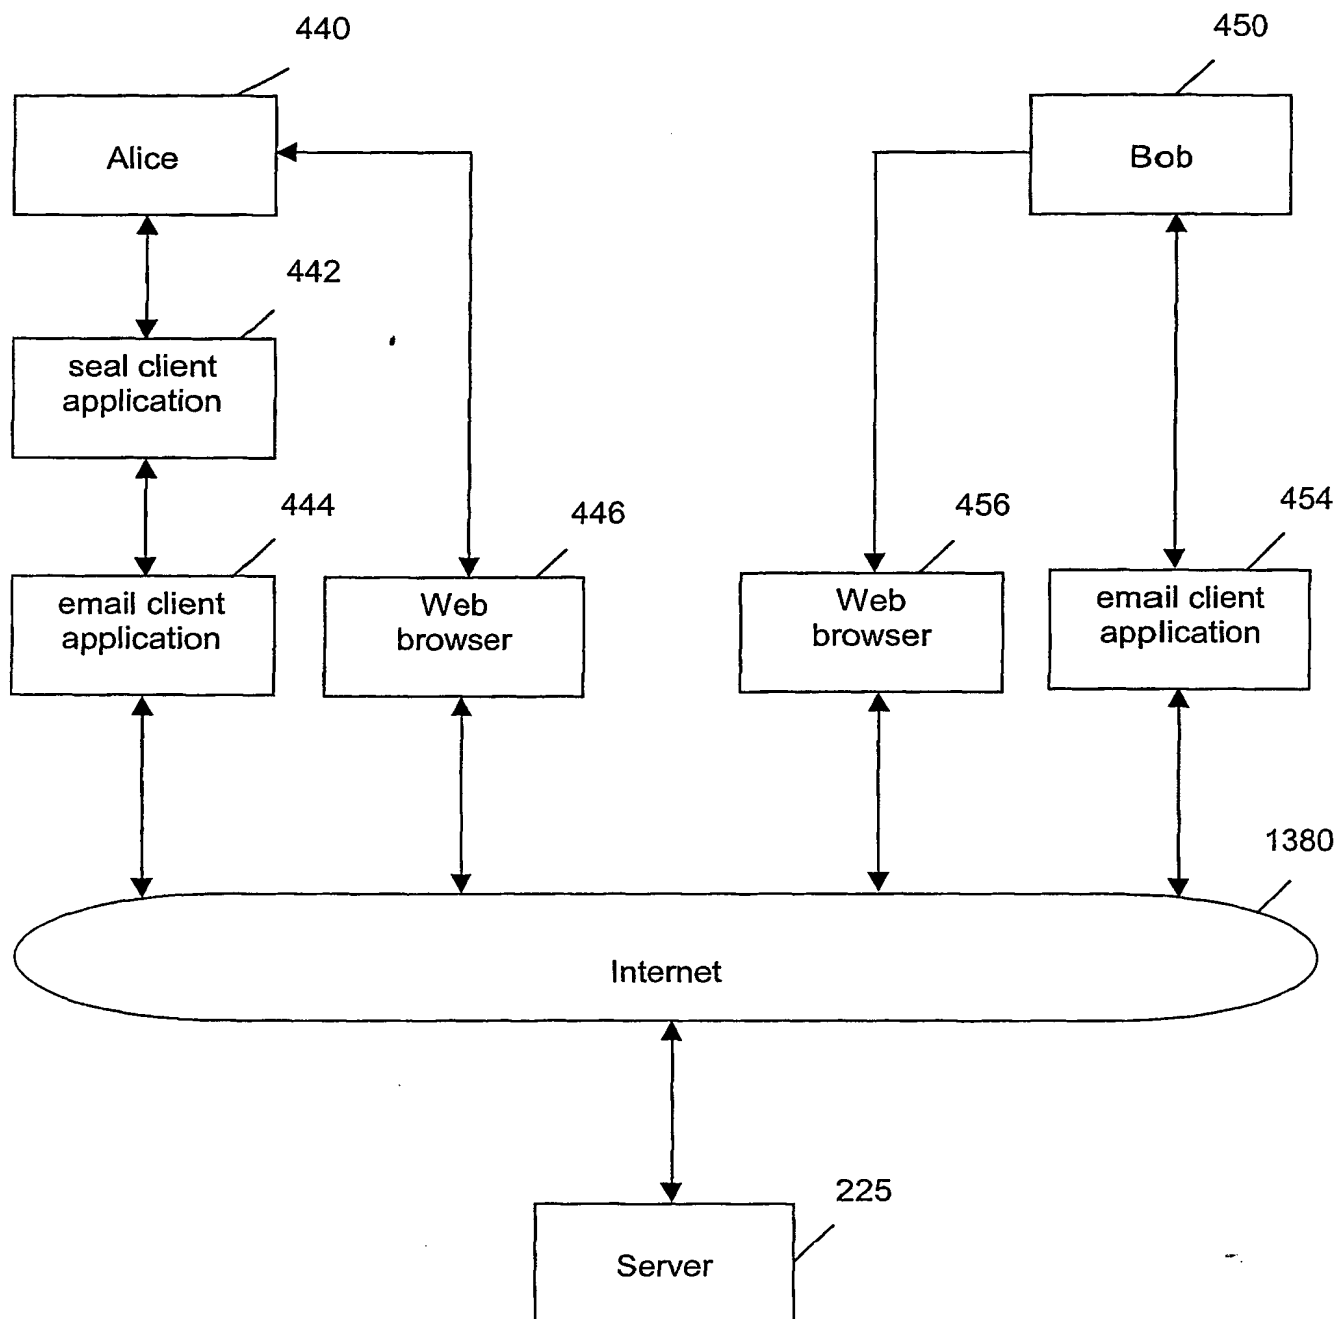 440
450
Alice
Bob
442
seal client
application
444
446
456
454
email client
application
Web
browser
Web
browser
email client
application
1380
Internet
225
Server